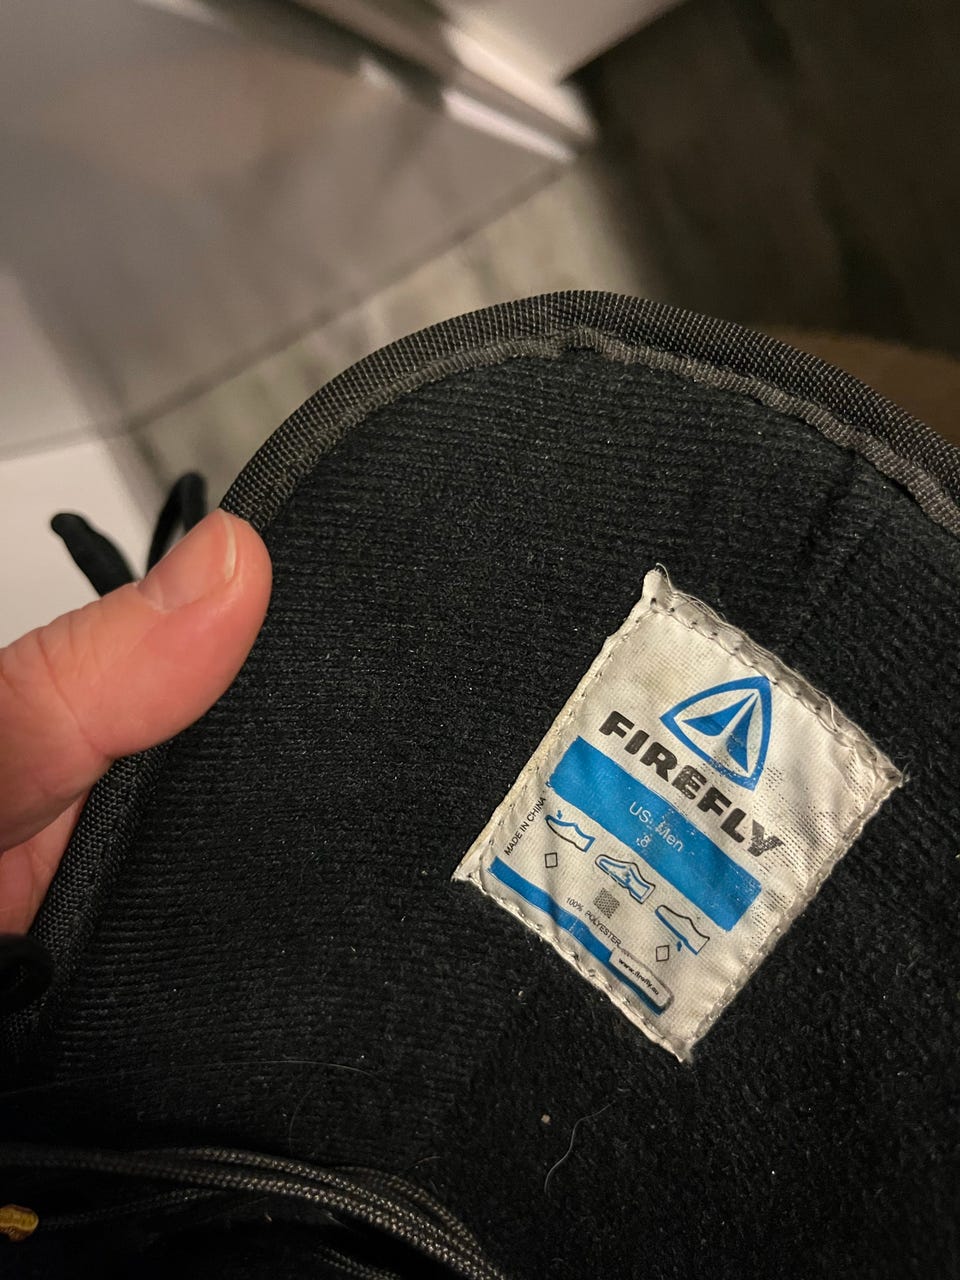 FIREFLY
US: Men
8
MADE IN CHINA
100% POLYESTER
www.firefly.eu